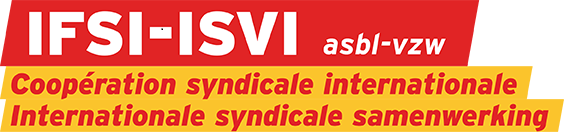 IFSI-ISVI asbl-vzw
Coopération syndicale internationale
Internationale syndicale samenwerking